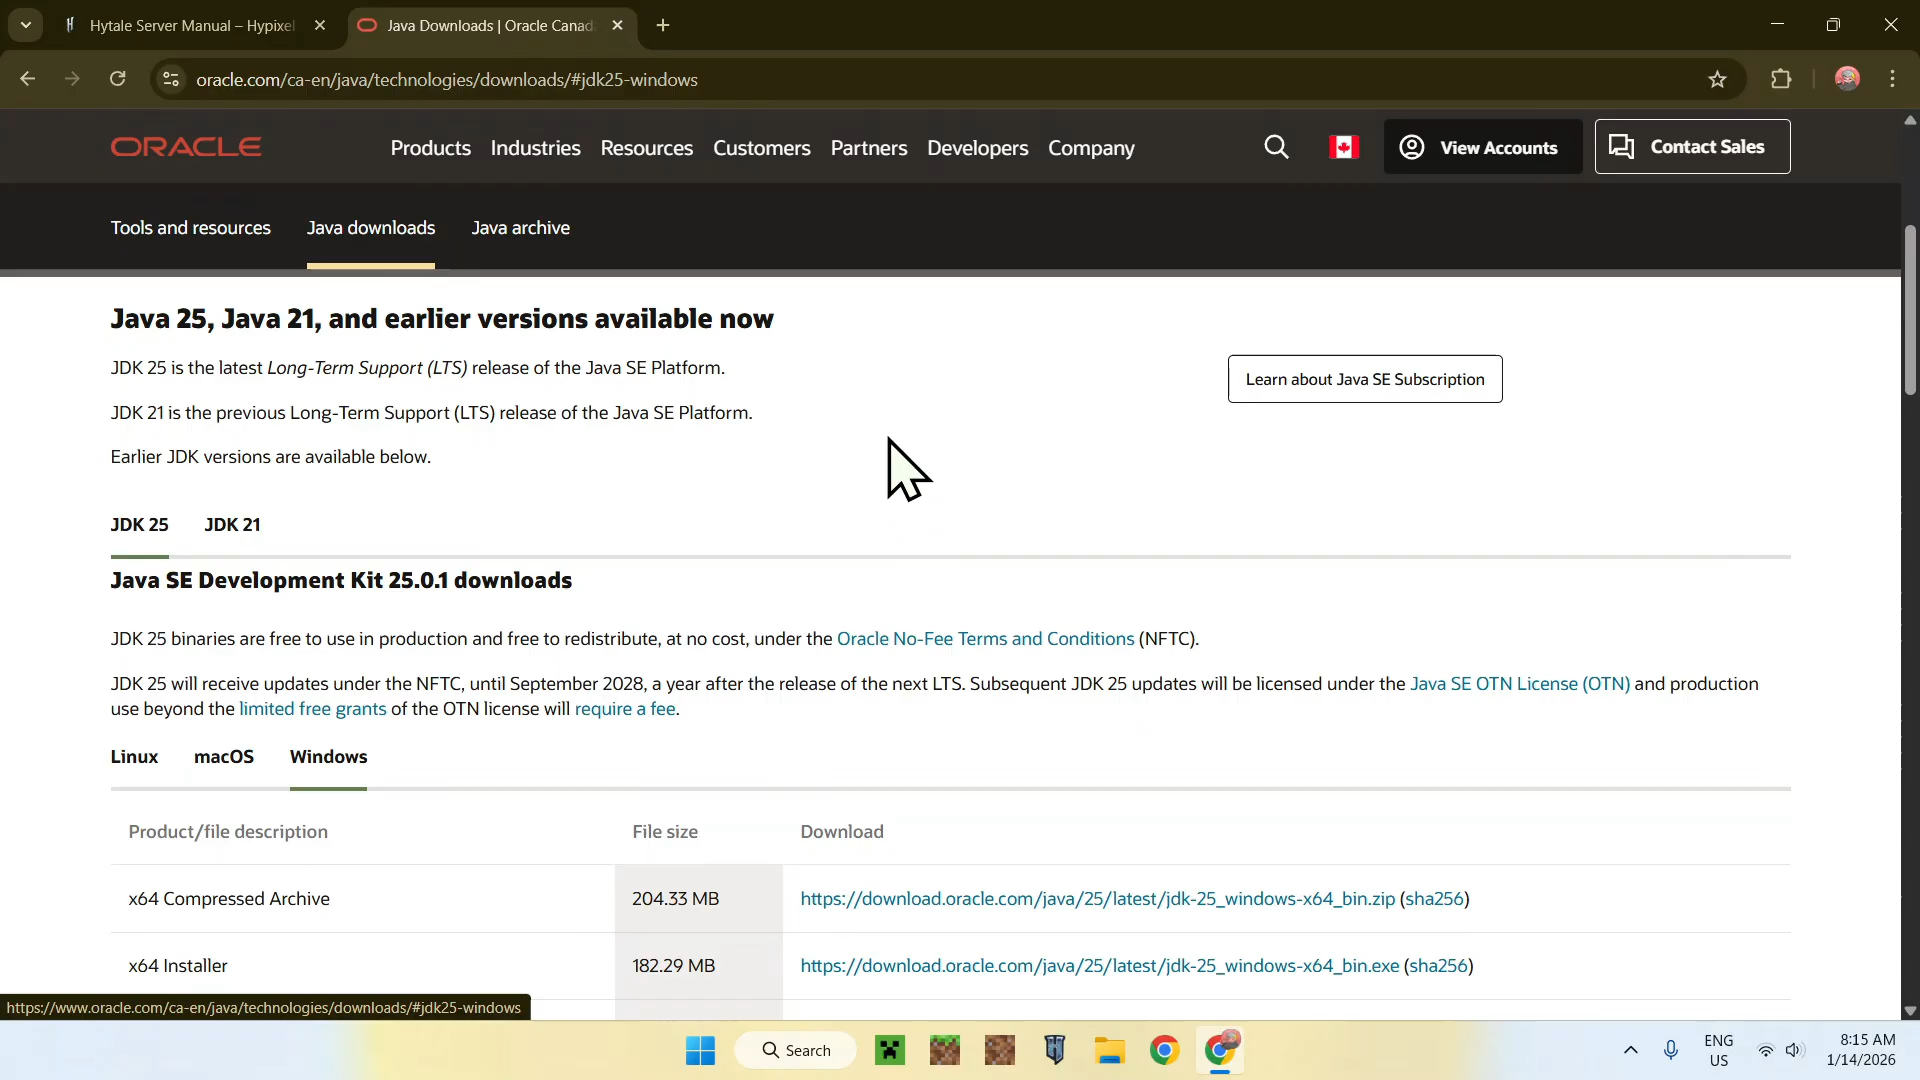 Hytale Server Manual – Hypixel
Java Downloads | Oracle Canad
oracle.com/ca-en/java/technologies/downloads/#jdk25-windows
ORACLE
Products Industries Resources Customers Partners Developers Company
View Accounts
Contact Sales
Tools and resources Java downloads Java archive
Java 25, Java 21, and earlier versions available now
JDK 25 is the latest Long-Term Support (LTS) release of the Java SE Platform.
Learn about Java SE Subscription
JDK 21 is the previous Long-Term Support (LTS) release of the Java SE Platform.
Earlier JDK versions are available below.
JDK 25 JDK 21
Java SE Development Kit 25.0.1 downloads
JDK 25 binaries are free to use in production and free to redistribute, at no cost, under the Oracle No-Fee Terms and Conditions (NFTC).
JDK 25 will receive updates under the NFTC, until September 2028, a year after the release of the next LTS. Subsequent JDK 25 updates will be licensed under the Java SE OTN License (OTN) and production
use beyond the limited free grants of the OTN license will require a fee.
Linux macOS Windows
Product/file description File size Download
x64 Compressed Archive 204.33 MB https://download.oracle.com/java/25/latest/jdk-25_windows-x64_bin.zip (sha256)
x64 Installer 182.29 MB https://download.oracle.com/java/25/latest/jdk-25_windows-x64_bin.exe (sha256)
https://www.oracle.com/ca-en/java/technologies/downloads/#jdk25-windows
Search
ENG
US
8:15 AM
1/14/2026